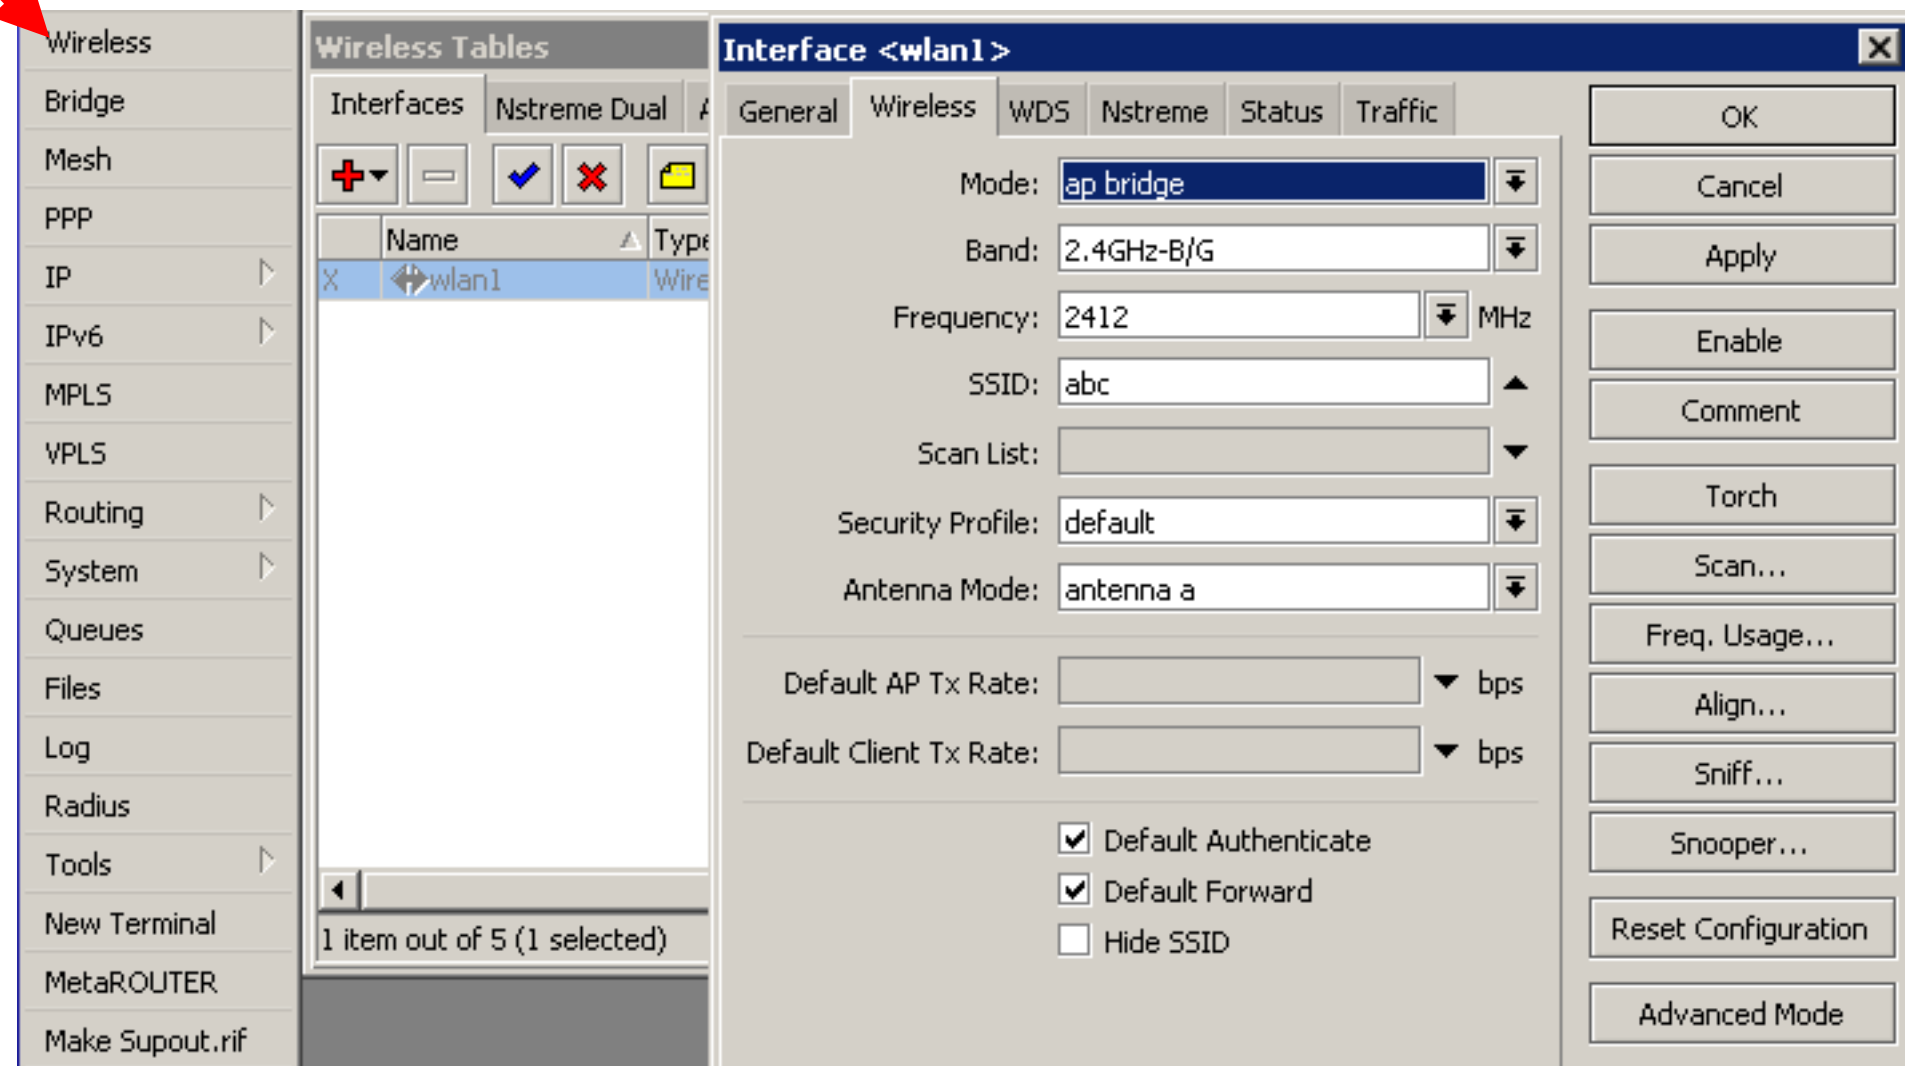 Wireless
Bridge
Mesh
PPP
IP
IPv6
MPLS
VPLS
Routing
System
Queues
Files
Log
Radius
Tools
New Terminal
MetaROUTER
Make Supout.rif
Wireless Tables
Interfaces Nstreme Dual
Name Type
X wlan1 Wire
1 item out of 5 (1 selected)
Interface <wlan1>
General Wireless WDS Nstreme Status Traffic
Mode: ap bridge
Band: 2.4GHz-B/G
Frequency: 2412 MHz
SSID: abc
Scan List:
Security Profile: default
Antenna Mode: antenna a
Default AP Tx Rate: bps
Default Client Tx Rate: bps
Default Authenticate
Default Forward
Hide SSID
OK
Cancel
Apply
Enable
Comment
Torch
Scan...
Freq. Usage...
Align...
Sniff...
Snooper...
Reset Configuration
Advanced Mode